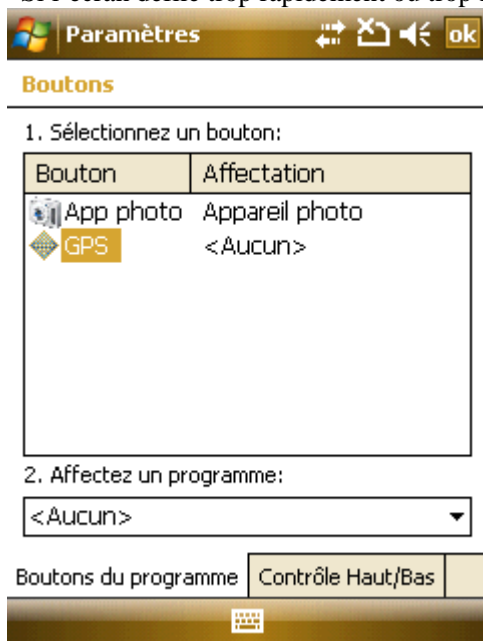 Paramètres ok
Boutons
1. Sélectionnez un bouton:
Bouton Affectation
App photo Appareil photo
GPS <Aucun>
2. Affectez un programme:
<Aucun>
Boutons du programme Contrôle Haut/Bas